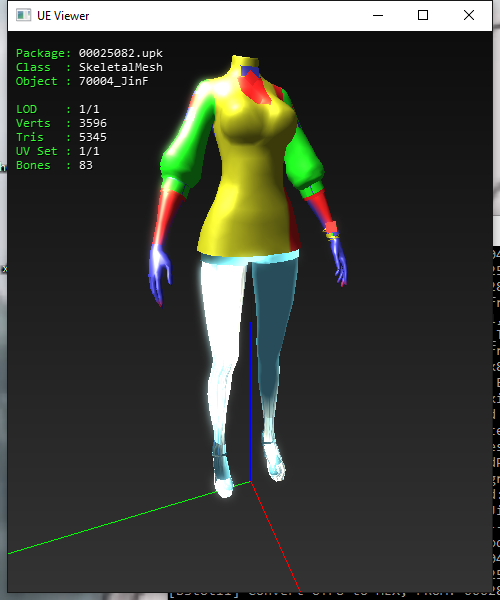 UE Viewer
Package: 00025082.upk
Class : SkeletalMesh
Object : 70004_JinF
LOD : 1/1
Verts : 3596
Tris : 5345
UV Set : 1/1
Bones : 83